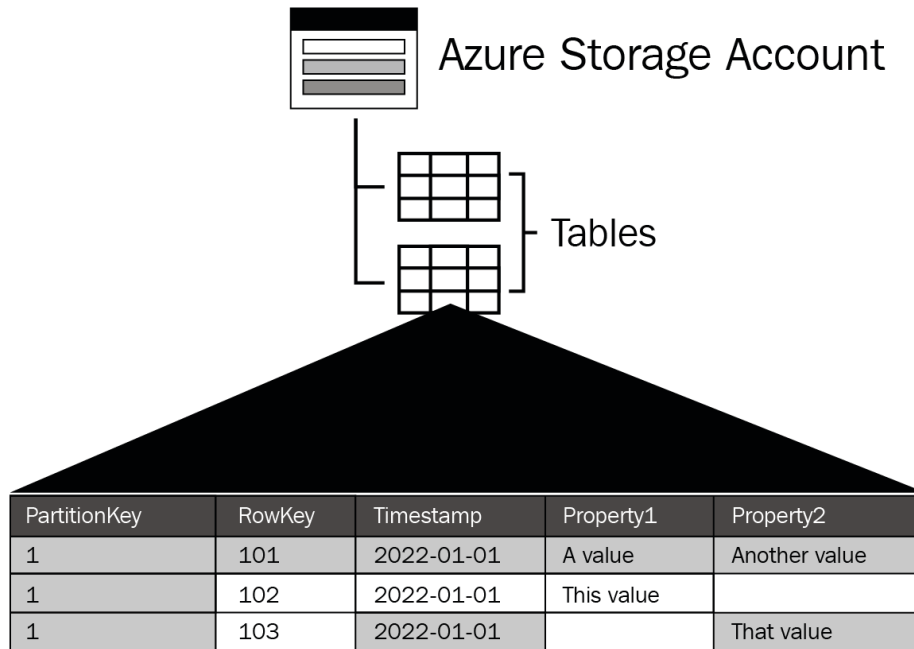 Azure Storage Account
Tables
PartitionKey RowKey Timestamp Property1 Property2
1 101 2022-01-01 A value Another value
1 102 2022-01-01 This value
1 103 2022-01-01 That value